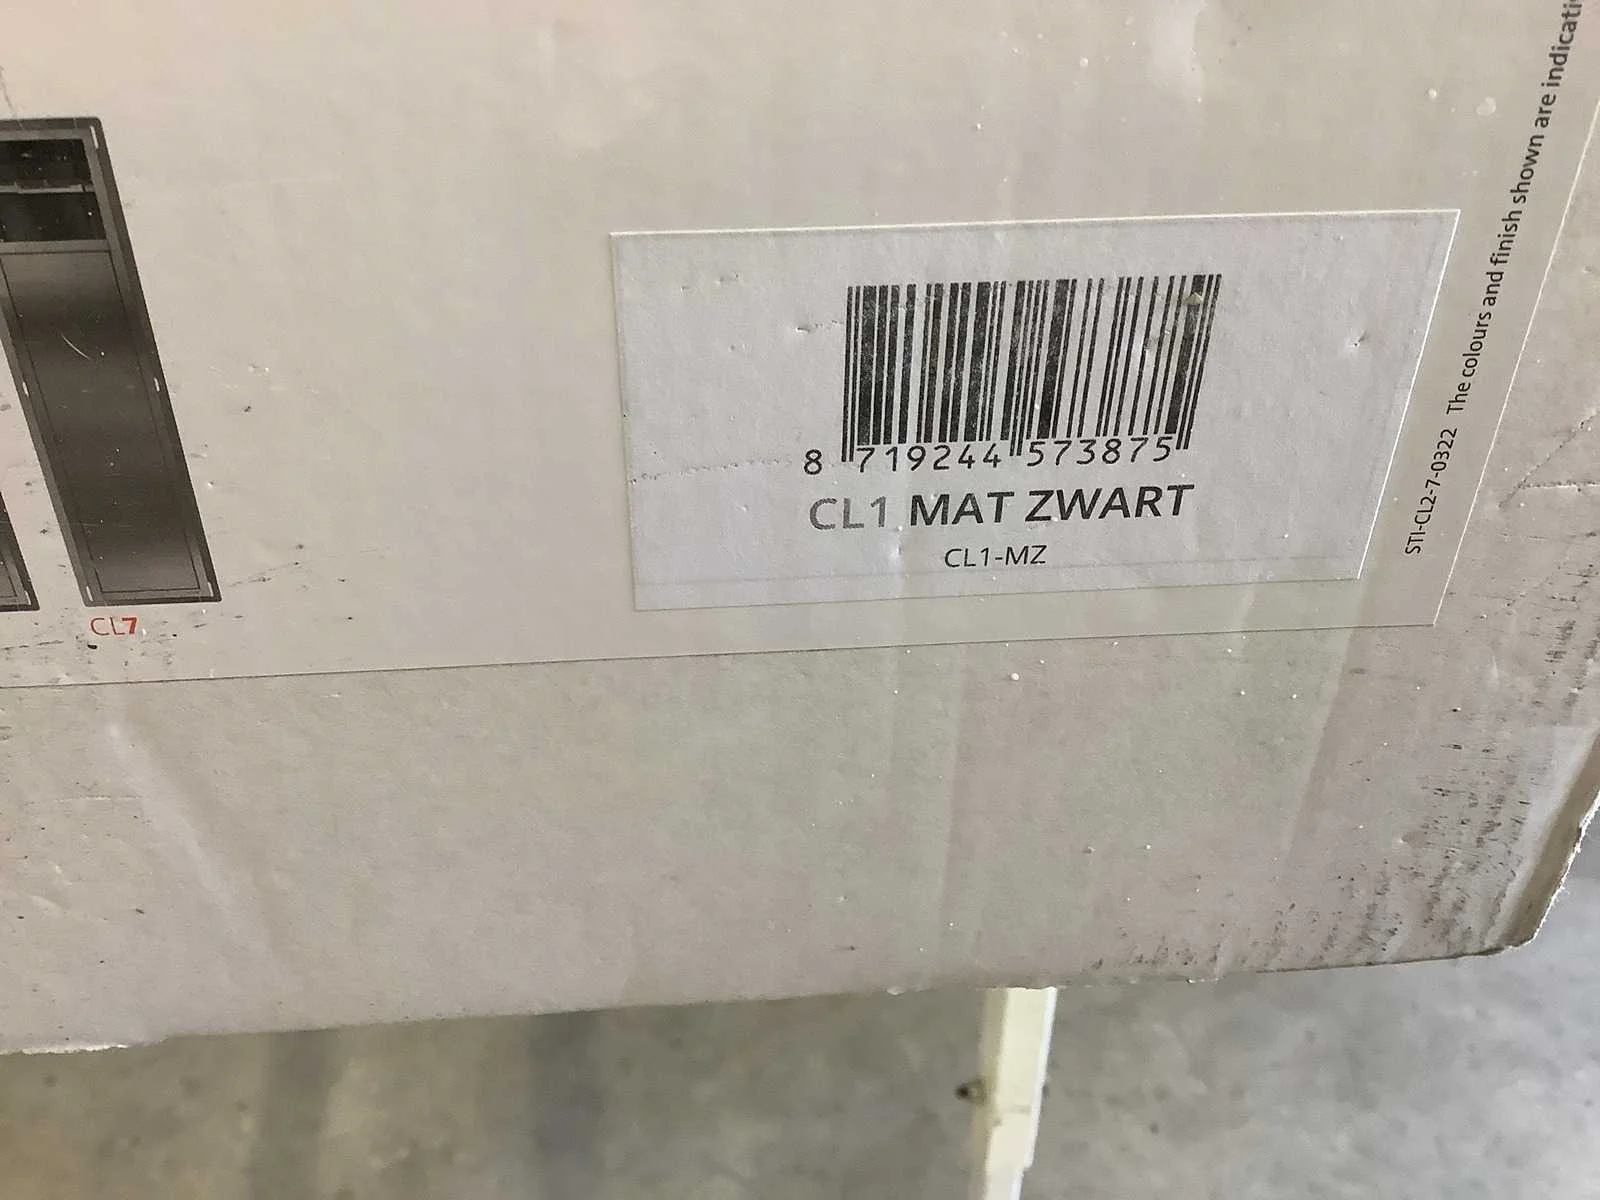 8 719244 573875
CL1 MAT ZWART
CL1-MZ
CL7
STI-CL2-7-0322 The colours and finish shown are